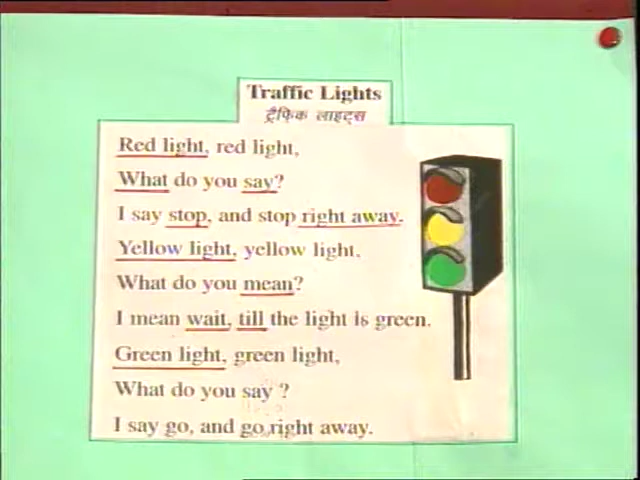 Traffic Lights
ट्रैफिक लाइट्स
Red light, red light,
What do you say?
I say stop, and stop right away.
Yellow light, yellow light,
What do you mean?
I mean wait, till the light is green.
Green light, green light,
What do you say ?
I say go, and go right away.